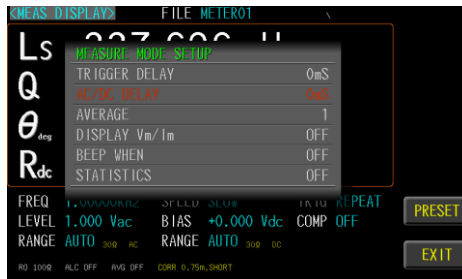 <MEAS DISPLAY> FILE METER01
Ls
MEASURE MODE SETUP
TRIGGER DELAY 0mS
Q
AC/DC DELAY 0mS
AVERAGE 1
θdeg
DISPLAY Vm/Im OFF
BEEP WHEN OFF
Rdc
STATISTICS OFF
FREQ 1.00000kHz SPEED SLOW TRIG REPEAT
LEVEL 1.000 Vac BIAS +0.000 Vdc COMP OFF
PRESET
RANGE AUTO 30Ω AC RANGE AUTO 30Ω DC
EXIT
RO 100Ω ALC OFF AVG OFF CORR 0.75m,SHORT